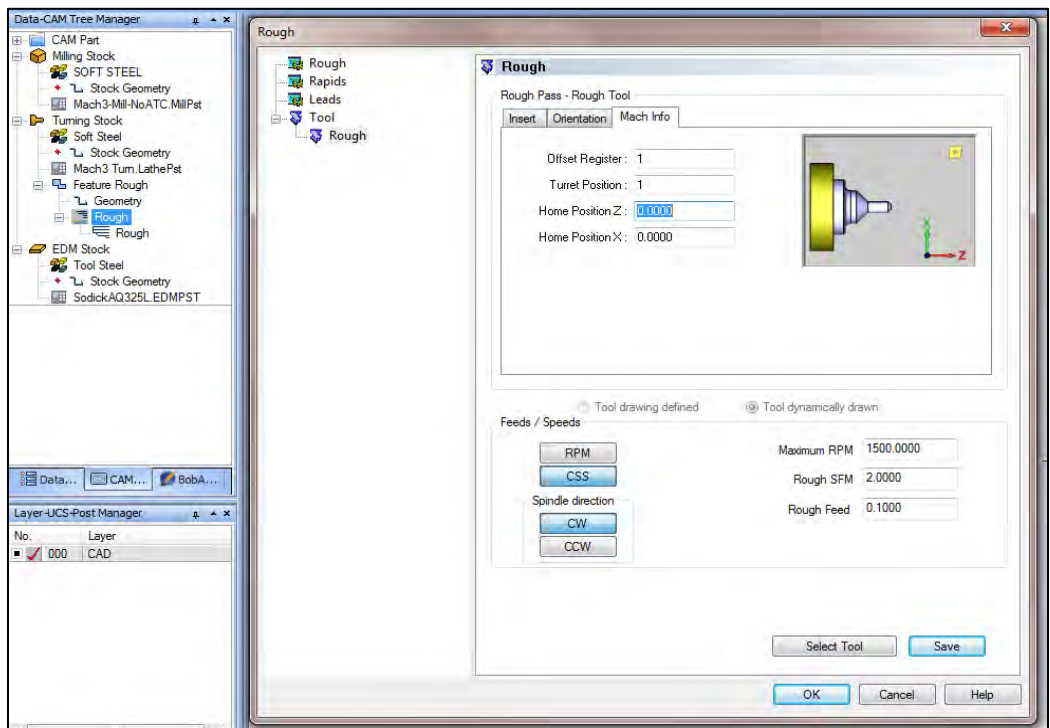 Data-CAM Tree Manager
CAM Part
Milling Stock
SOFT STEEL
Stock Geometry
Mach3-Mill-NoATC.MillPst
Turning Stock
Soft Steel
Stock Geometry
Mach3 Turn.LathePst
Feature Rough
Geometry
Rough
Rough
EDM Stock
Tool Steel
Stock Geometry
SodickAQ325L.EDMPST
Data... CAM... BobA...
Layer-UCS-Post Manager
No. Layer
000 CAD
Rough
Rough
Rapids
Leads
Tool
Rough
Rough
Rough Pass - Rough Tool
Insert Orientation Mach Info
Offset Register : 1
Turret Position : 1
Home Position Z : 0.0000
Home Position X : 0.0000
X
Z
Tool drawing defined Tool dynamically drawn
Feeds / Speeds
RPM
CSS
Spindle direction
CW
CCW
Maximum RPM 1500.0000
Rough SFM 2.0000
Rough Feed 0.1000
Select Tool Save
OK Cancel Help